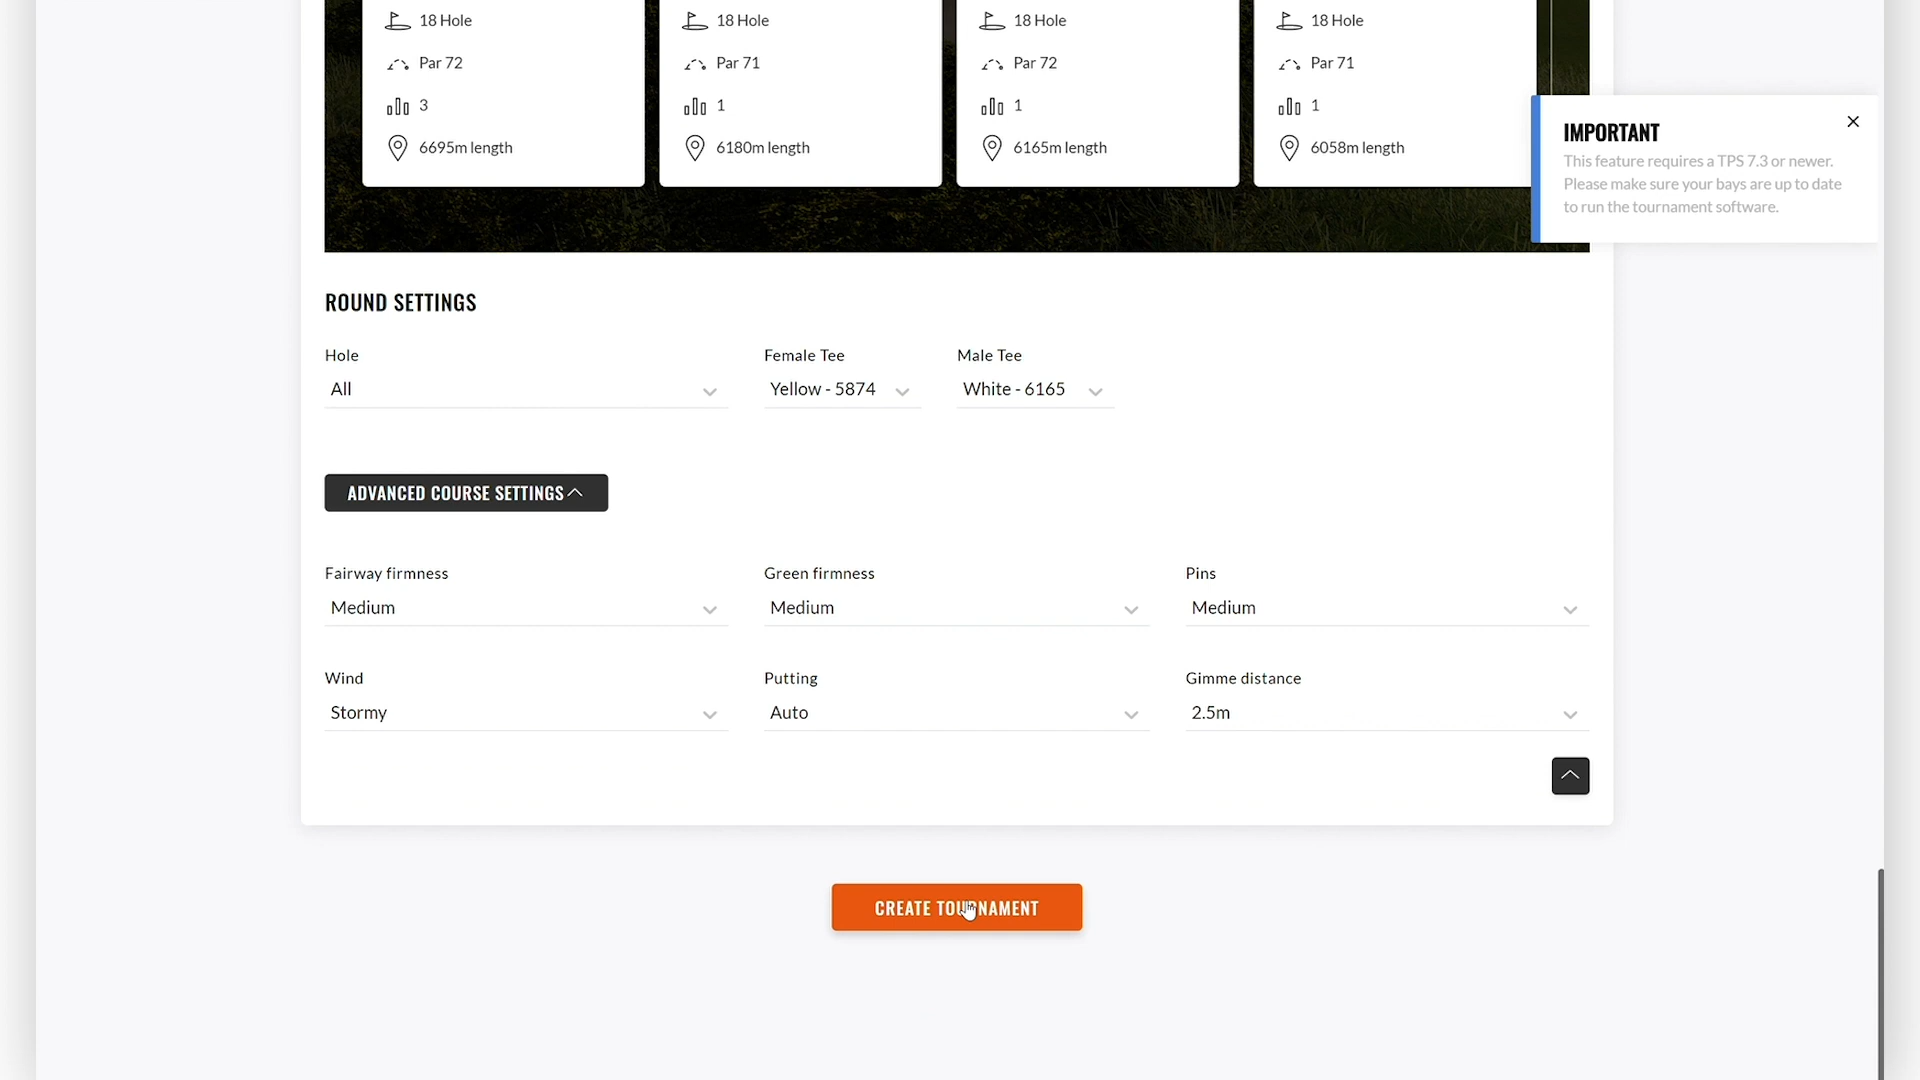 18 Hole 18 Hole 18 Hole 18 Hole
Par 72 Par 71 Par 72 Par 71
3 1 1 1
6695m length 6180m length 6165m length 6058m length
IMPORTANT
This feature requires a TPS 7.3 or newer.
Please make sure your bays are up to date
to run the tournament software.
ROUND SETTINGS
Hole Female Tee Male Tee
All Yellow - 5874 White - 6165
ADVANCED COURSE SETTINGS
Fairway firmness Green firmness Pins
Medium Medium Medium
Wind Putting Gimme distance
Stormy Auto 2.5m
CREATE TOURNAMENT